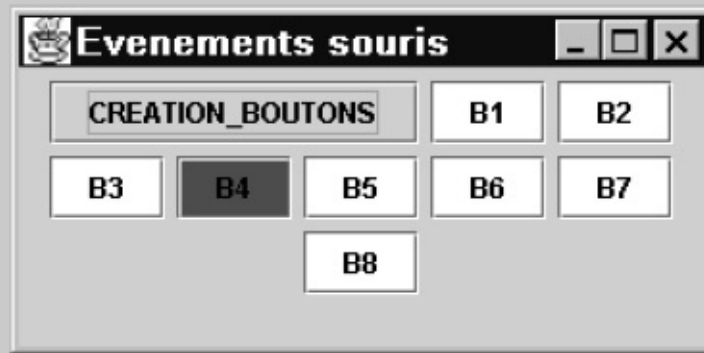 Evenements souris
CREATION_BOUTONS B1 B2
B3 B4 B5 B6 B7
B8